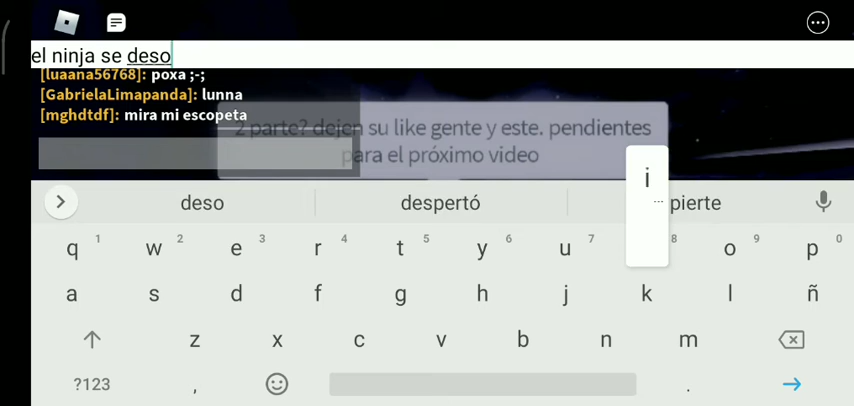 el ninja se deso
[luaana56768]: poxa ;-;
[GabrielaLimapanda]: lunna
[mghdtdf]: mira mi escopeta
2 parte? dejen su like gente y este. pendientes
para el próximo video
deso despertó pierte
i
q 1 w 2 e 3 r 4 t 5 y 6 u 7 8 o 9 p 0
a s d f g h j k l ñ
z x c v b n m
?123 , .